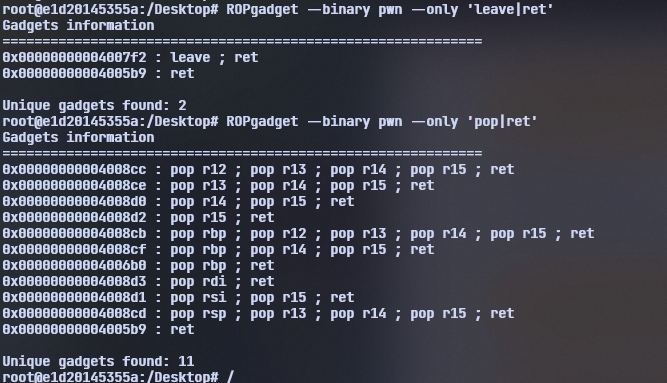 root@e1d20145355a:/Desktop# ROPgadget --binary pwn --only 'leave|ret'
Gadgets information
============================================================
0x00000000004007f2 : leave ; ret
0x00000000004005b9 : ret
Unique gadgets found: 2
root@e1d20145355a:/Desktop# ROPgadget --binary pwn --only 'pop|ret'
Gadgets information
============================================================
0x00000000004008cc : pop r12 ; pop r13 ; pop r14 ; pop r15 ; ret
0x00000000004008ce : pop r13 ; pop r14 ; pop r15 ; ret
0x00000000004008d0 : pop r14 ; pop r15 ; ret
0x00000000004008d2 : pop r15 ; ret
0x00000000004008cb : pop rbp ; pop r12 ; pop r13 ; pop r14 ; pop r15 ; ret
0x00000000004008cf : pop rbp ; pop r14 ; pop r15 ; ret
0x00000000004006b0 : pop rbp ; ret
0x00000000004008d3 : pop rdi ; ret
0x00000000004008d1 : pop rsi ; pop r15 ; ret
0x00000000004008cd : pop rsp ; pop r13 ; pop r14 ; pop r15 ; ret
0x00000000004005b9 : ret
Unique gadgets found: 11
root@e1d20145355a:/Desktop# /